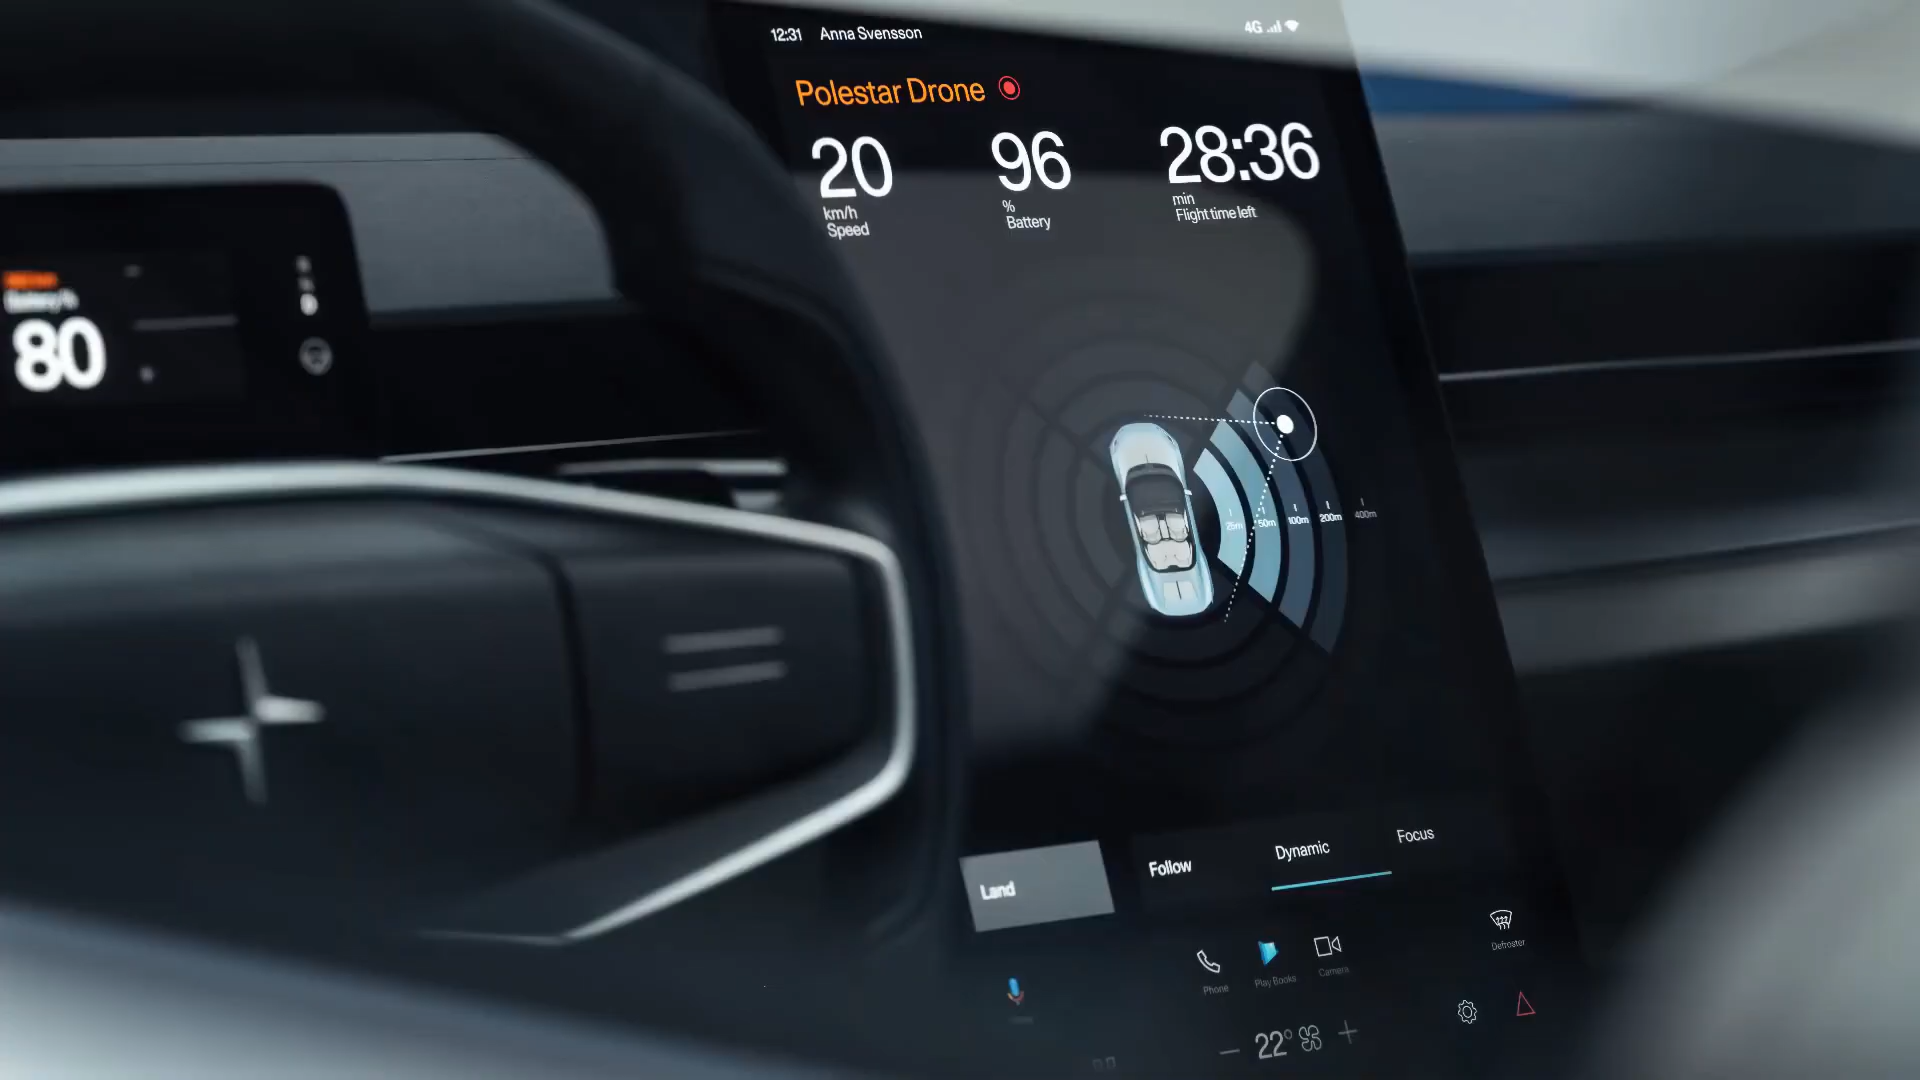 12:31 Anna Svensson 4G
Polestar Drone
20 96 28:36
km/h % min
Speed Battery Flight time left
Battery %
80
25m 50m 100m 200m 400m
Land Follow Dynamic Focus
Phone Play Books Camera Defroster
22°